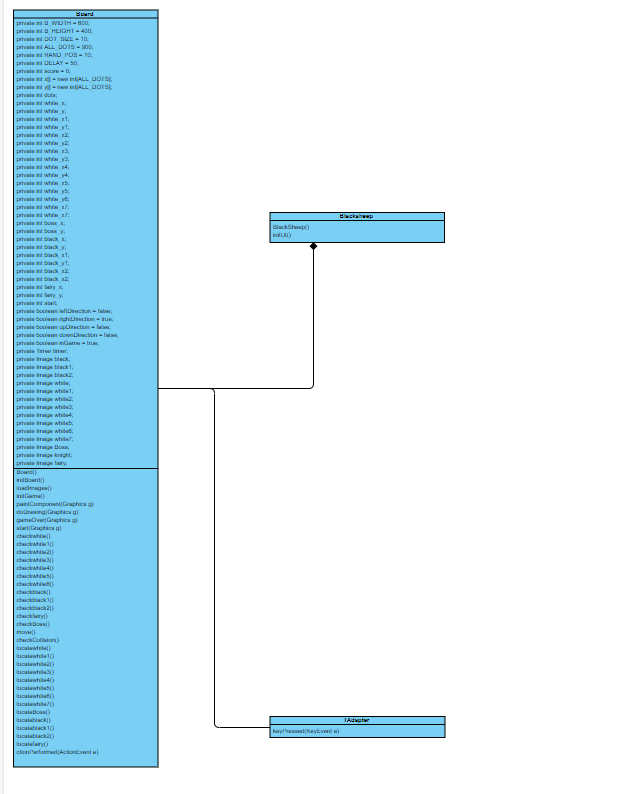 Board
private int B_WIDTH = 600;
private int B_HEIGHT = 400;
private int DOT_SIZE = 10;
private int ALL_DOTS = 900;
private int RAND_POS = 10;
private int DELAY = 50;
private int score = 0;
private int x[] = new int[ALL_DOTS];
private int y[] = new int[ALL_DOTS];
private int dots;
private int white_x;
private int white_y;
private int white_x1;
private int white_y1;
private int white_x2;
private int white_y2;
private int white_x3;
private int white_y3;
private int white_x4;
private int white_y4;
private int white_x5;
private int white_y5;
private int white_y6;
private int white_x7;
private int white_x7;
private int boss_x;
private int boss_y;
private int black_x;
private int black_y;
private int black_x1;
private int black_y1;
private int black_x2;
private int black_x2;
private int fairy_x;
private int fairy_y;
private int start;
private boolean leftDirection = false;
private boolean rightDirection = true;
private boolean upDirection = false;
private boolean downDirection = false;
private boolean inGame = true;
private Timer timer;
private Image black;
private Image black1;
private Image black2;
private Image white;
private Image white1;
private Image white2;
private Image white3;
private Image white4;
private Image white5;
private Image white6;
private Image white7;
private Image Boss;
private Image knight;
private Image fairy;
Board()
initBoard()
loadImages()
initGame()
paintComponent(Graphics g)
doDrawing(Graphics g)
gameOver(Graphics g)
start(Graphics g)
checkwhite()
checkwhite1()
checkwhite2()
checkwhite3()
checkwhite4()
checkwhite5()
checkwhite6()
checkblack()
checkblack1()
checkblack2()
checkfairy()
checkBoss()
move()
checkCollision()
locatewhite()
locatewhite1()
locatewhite2()
locatewhite3()
locatewhite4()
locatewhite5()
locatewhite6()
locatewhite7()
locateBoss()
locateblack()
locateblack1()
locateblack2()
locatefairy()
ctionPerformed(ActionEvent e)
Blacksheep
BlackSheep()
initUI()
TAdapter
keyPressed(KeyEvent e)